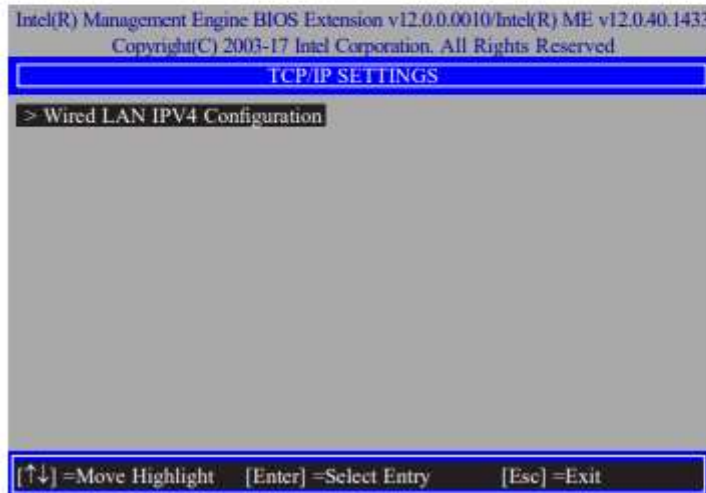 Intel(R) Management Engine BIOS Extension v12.0.0.0010/Intel(R) ME v12.0.40.1433
Copyright(C) 2003-17 Intel Corporation. All Rights Reserved
TCP/IP SETTINGS
> Wired LAN IPV4 Configuration
[↑↓] =Move Highlight [Enter] =Select Entry [Esc] =Exit